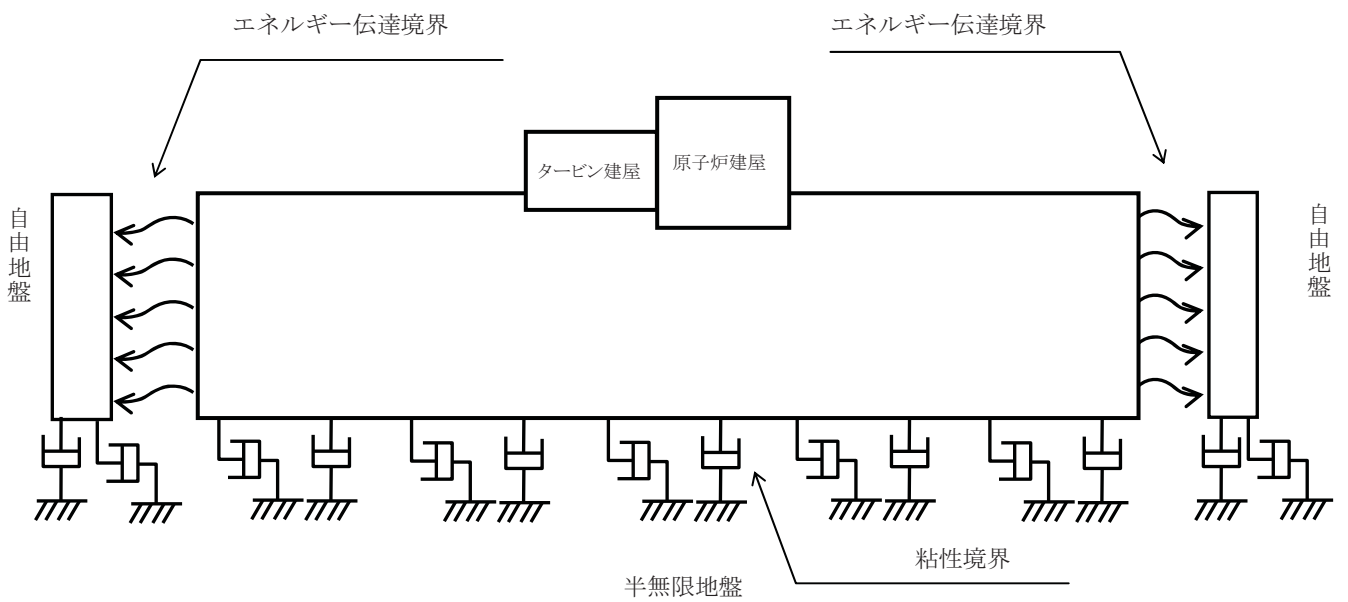 エネルギー伝達境界
エネルギー伝達境界
タービン建屋
原子炉建屋
自由地盤
自由地盤
粘性境界
半無限地盤